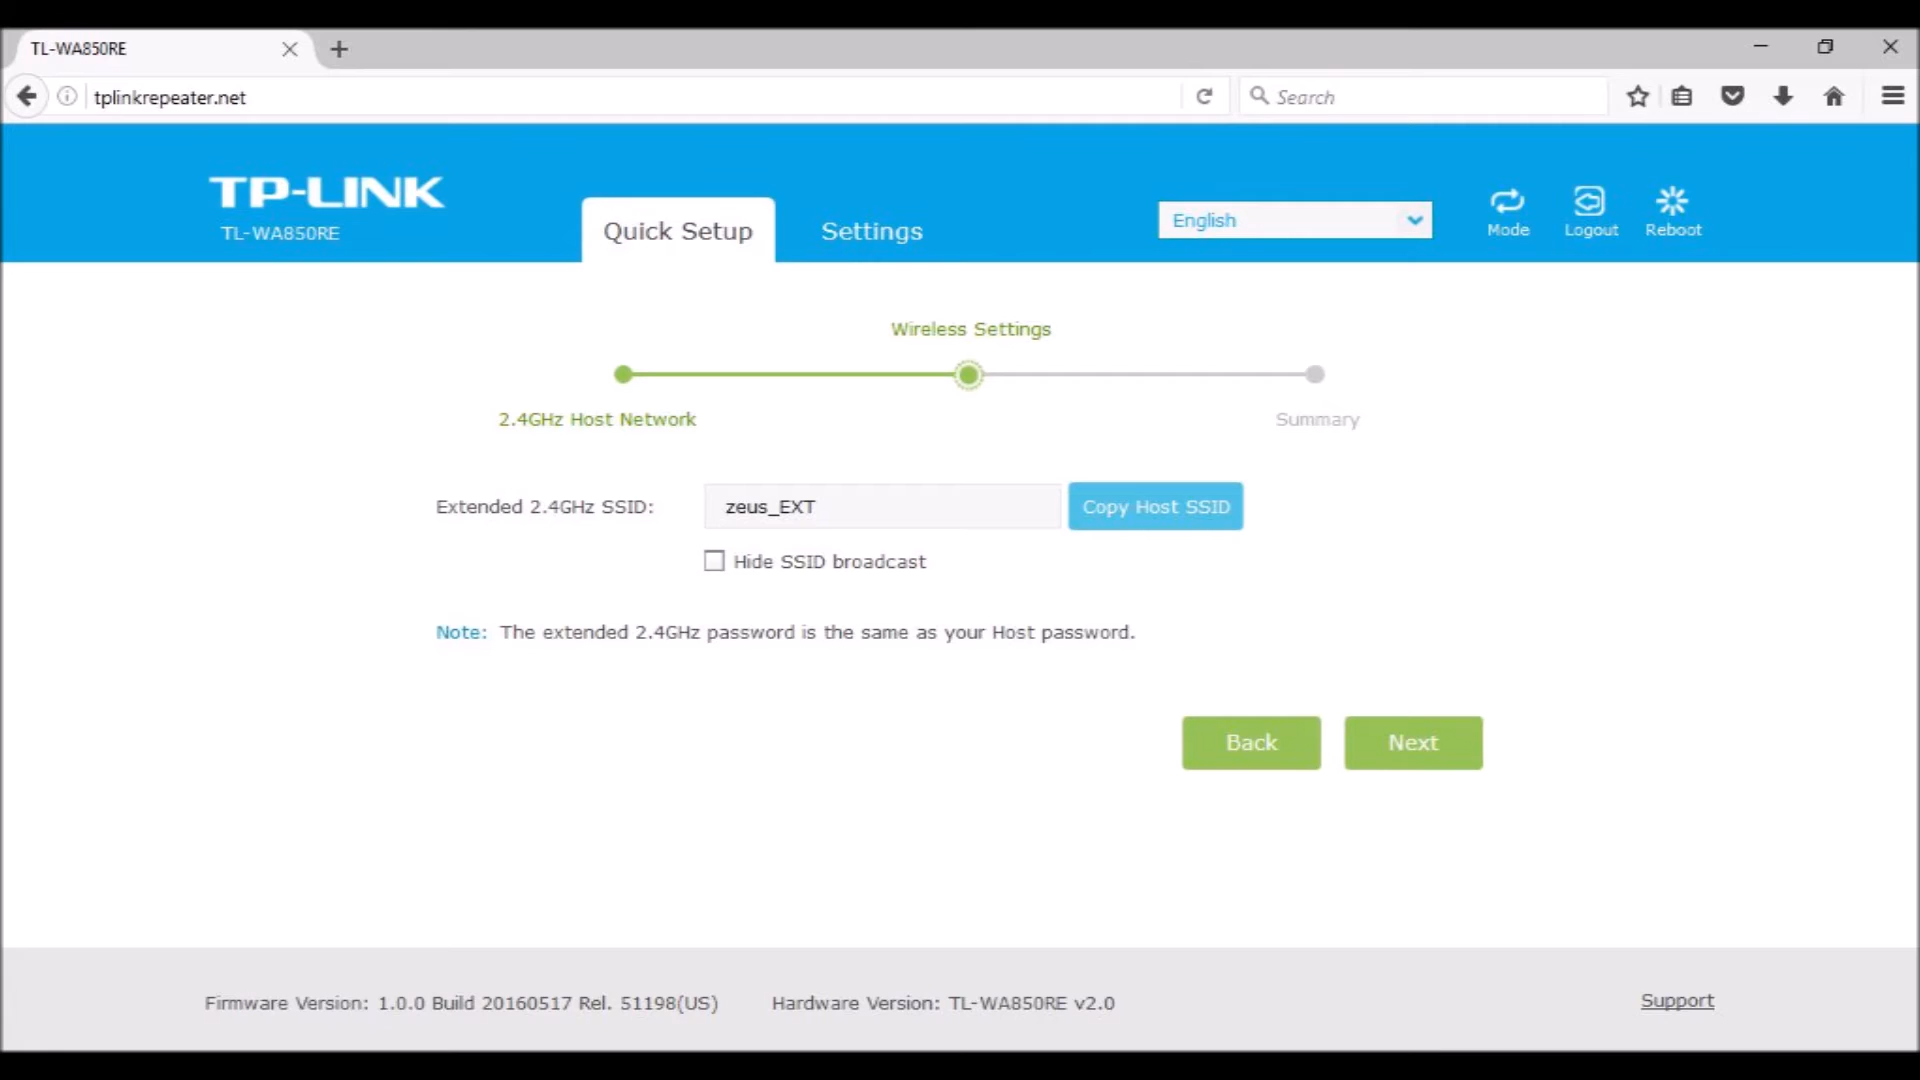 TL-WA850RE
tplinkrepeater.net
Search
TP-LINK
TL-WA850RE
Quick Setup
Settings
English
Mode
Logout
Reboot
Wireless Settings
2.4GHz Host Network
Summary
Extended 2.4GHz SSID:
zeus_EXT
Copy Host SSID
Hide SSID broadcast
Note: The extended 2.4GHz password is the same as your Host password.
Back
Next
Firmware Version: 1.0.0 Build 20160517 Rel. 51198(US)
Hardware Version: TL-WA850RE v2.0
Support